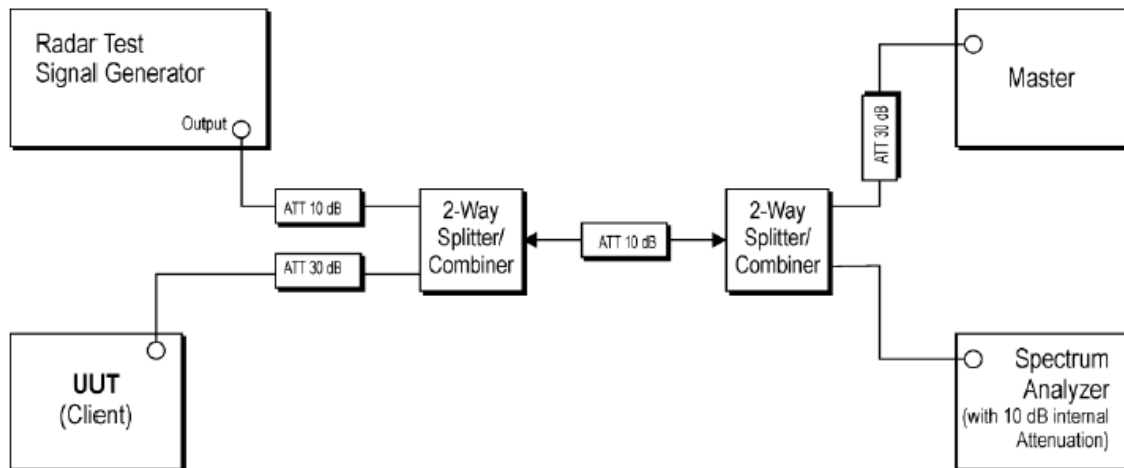 Radar Test
Signal Generator
Output
ATT 10 dB
ATT 30 dB
UUT
(Client)
2-Way
Splitter/
Combiner
ATT 10 dB
2-Way
Splitter/
Combiner
ATT 30 dB
Master
Spectrum
Analyzer
(with 10 dB internal
Attenuation)